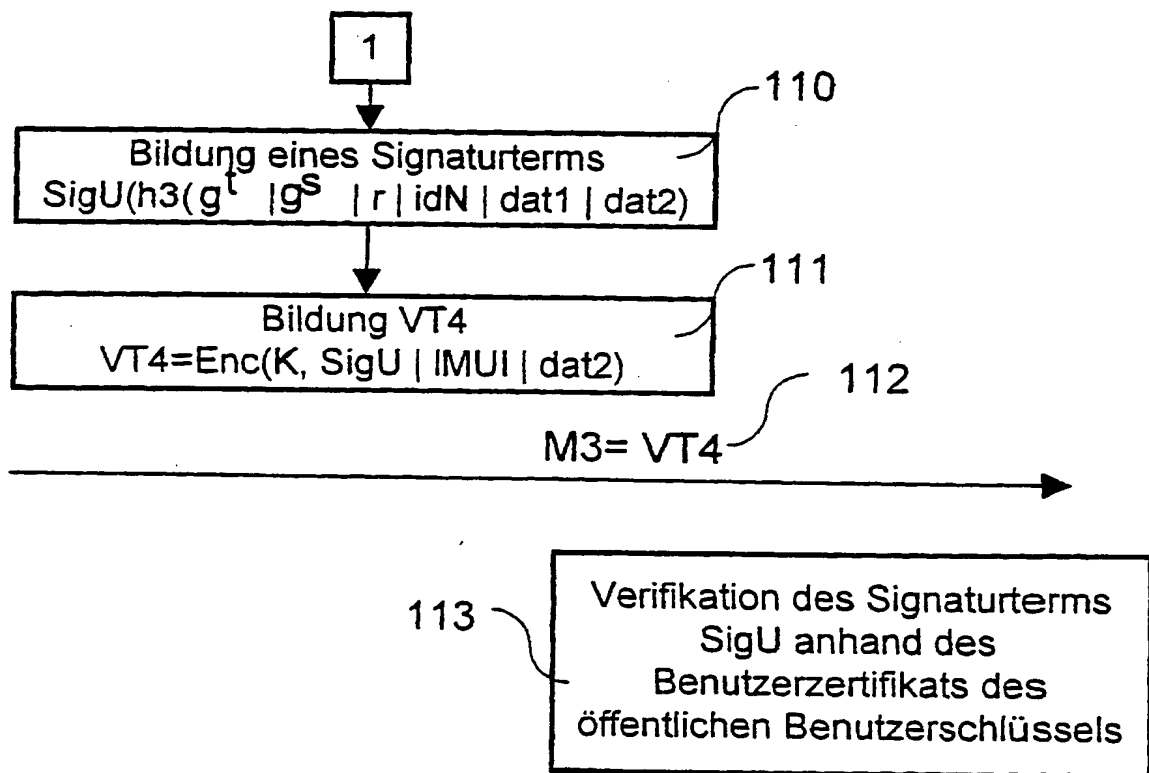 1
110
Bildung eines Signaturterms
SigU(h3(g^t |g^s | r | idN | dat1 | dat2)
111
Bildung VT4
VT4=Enc(K, SigU | IMUI | dat2)
112
M3= VT4
113
Verifikation des Signaturterms
SigU anhand des
Benutzerzertifikats des
öffentlichen Benutzerschlüssels